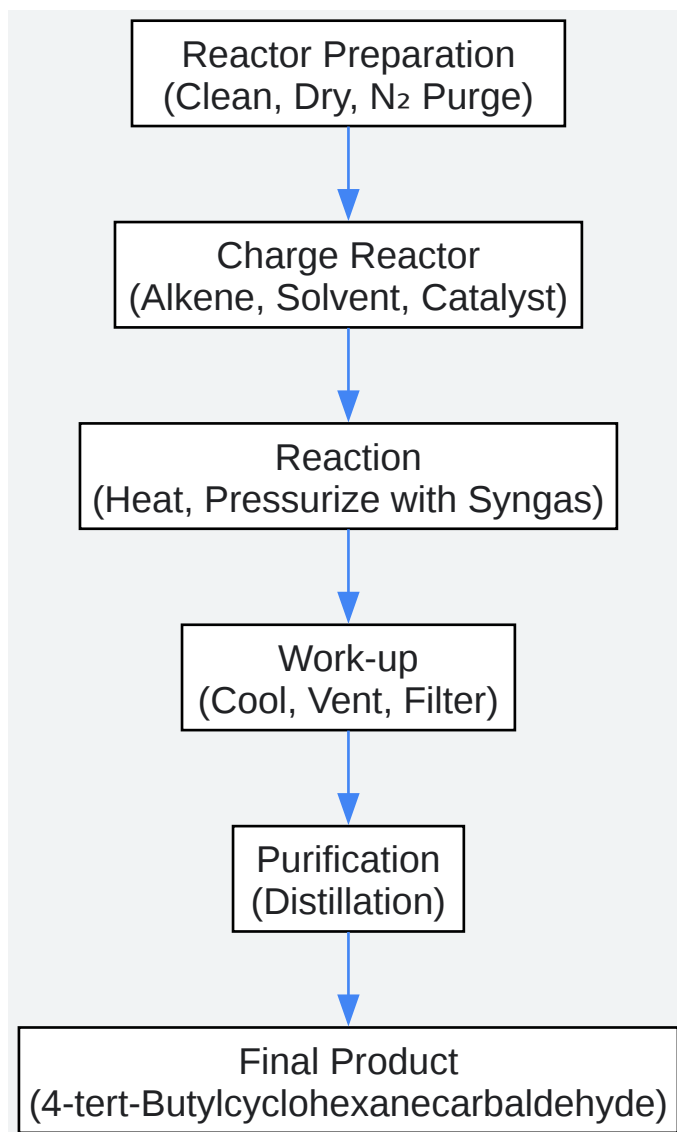 Reactor Preparation
(Clean, Dry, N₂ Purge)
Charge Reactor
(Alkene, Solvent, Catalyst)
Reaction
(Heat, Pressurize with Syngas)
Work-up
(Cool, Vent, Filter)
Purification
(Distillation)
Final Product
(4-tert-Butylcyclohexanecarbaldehyde)